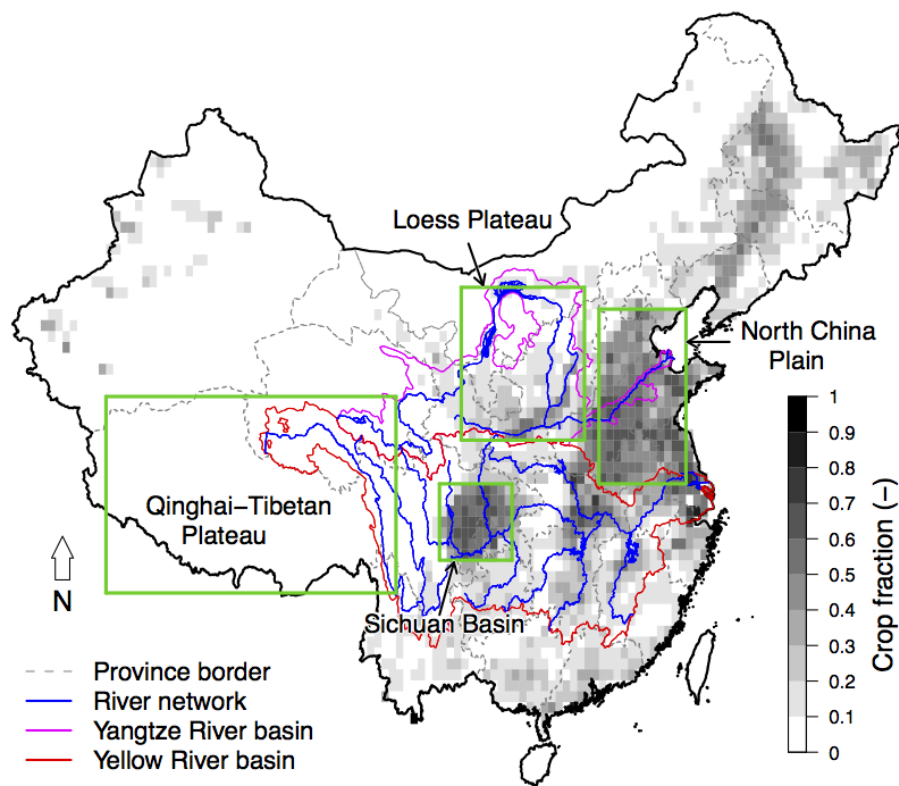 Loess Plateau
North China
Plain
Qinghai–Tibetan
Plateau
N
Sichuan Basin
Province border
River network
Yangtze River basin
Yellow River basin
1
0.9
0.8
0.7
0.6
0.5
0.4
0.3
0.2
0.1
0
Crop fraction (–)